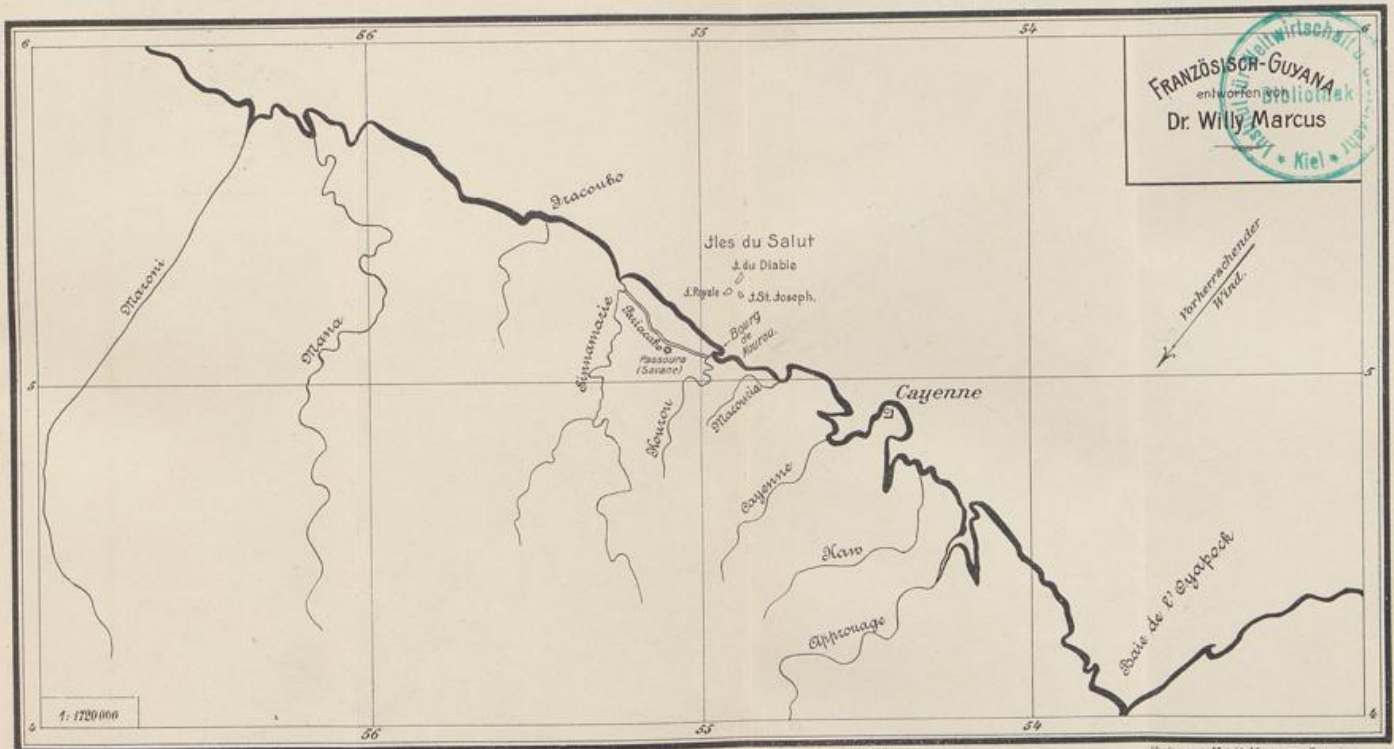 6
56
55
54
6
FRANZÖSISCH-GUYANA
entworfen von
Dr. Willy Marcus
Institut für Weltwirtschaft u.
Bibliothek
* Kiel *
Iracoubo
Iles du Salut
I. du Diable
I. Royale
I. St. Joseph.
Vorherrschender
Wind.
Maroni
Mana
Sinnamarie
Pariacabo
Passoura
(Savane)
Bourg
de
Kourou.
5
5
Kourou
Macouria
Cayenne
Cayenne
Kaw
Approuage
Baie de l'Oyapock
1:1720000
4
56
55
54
4